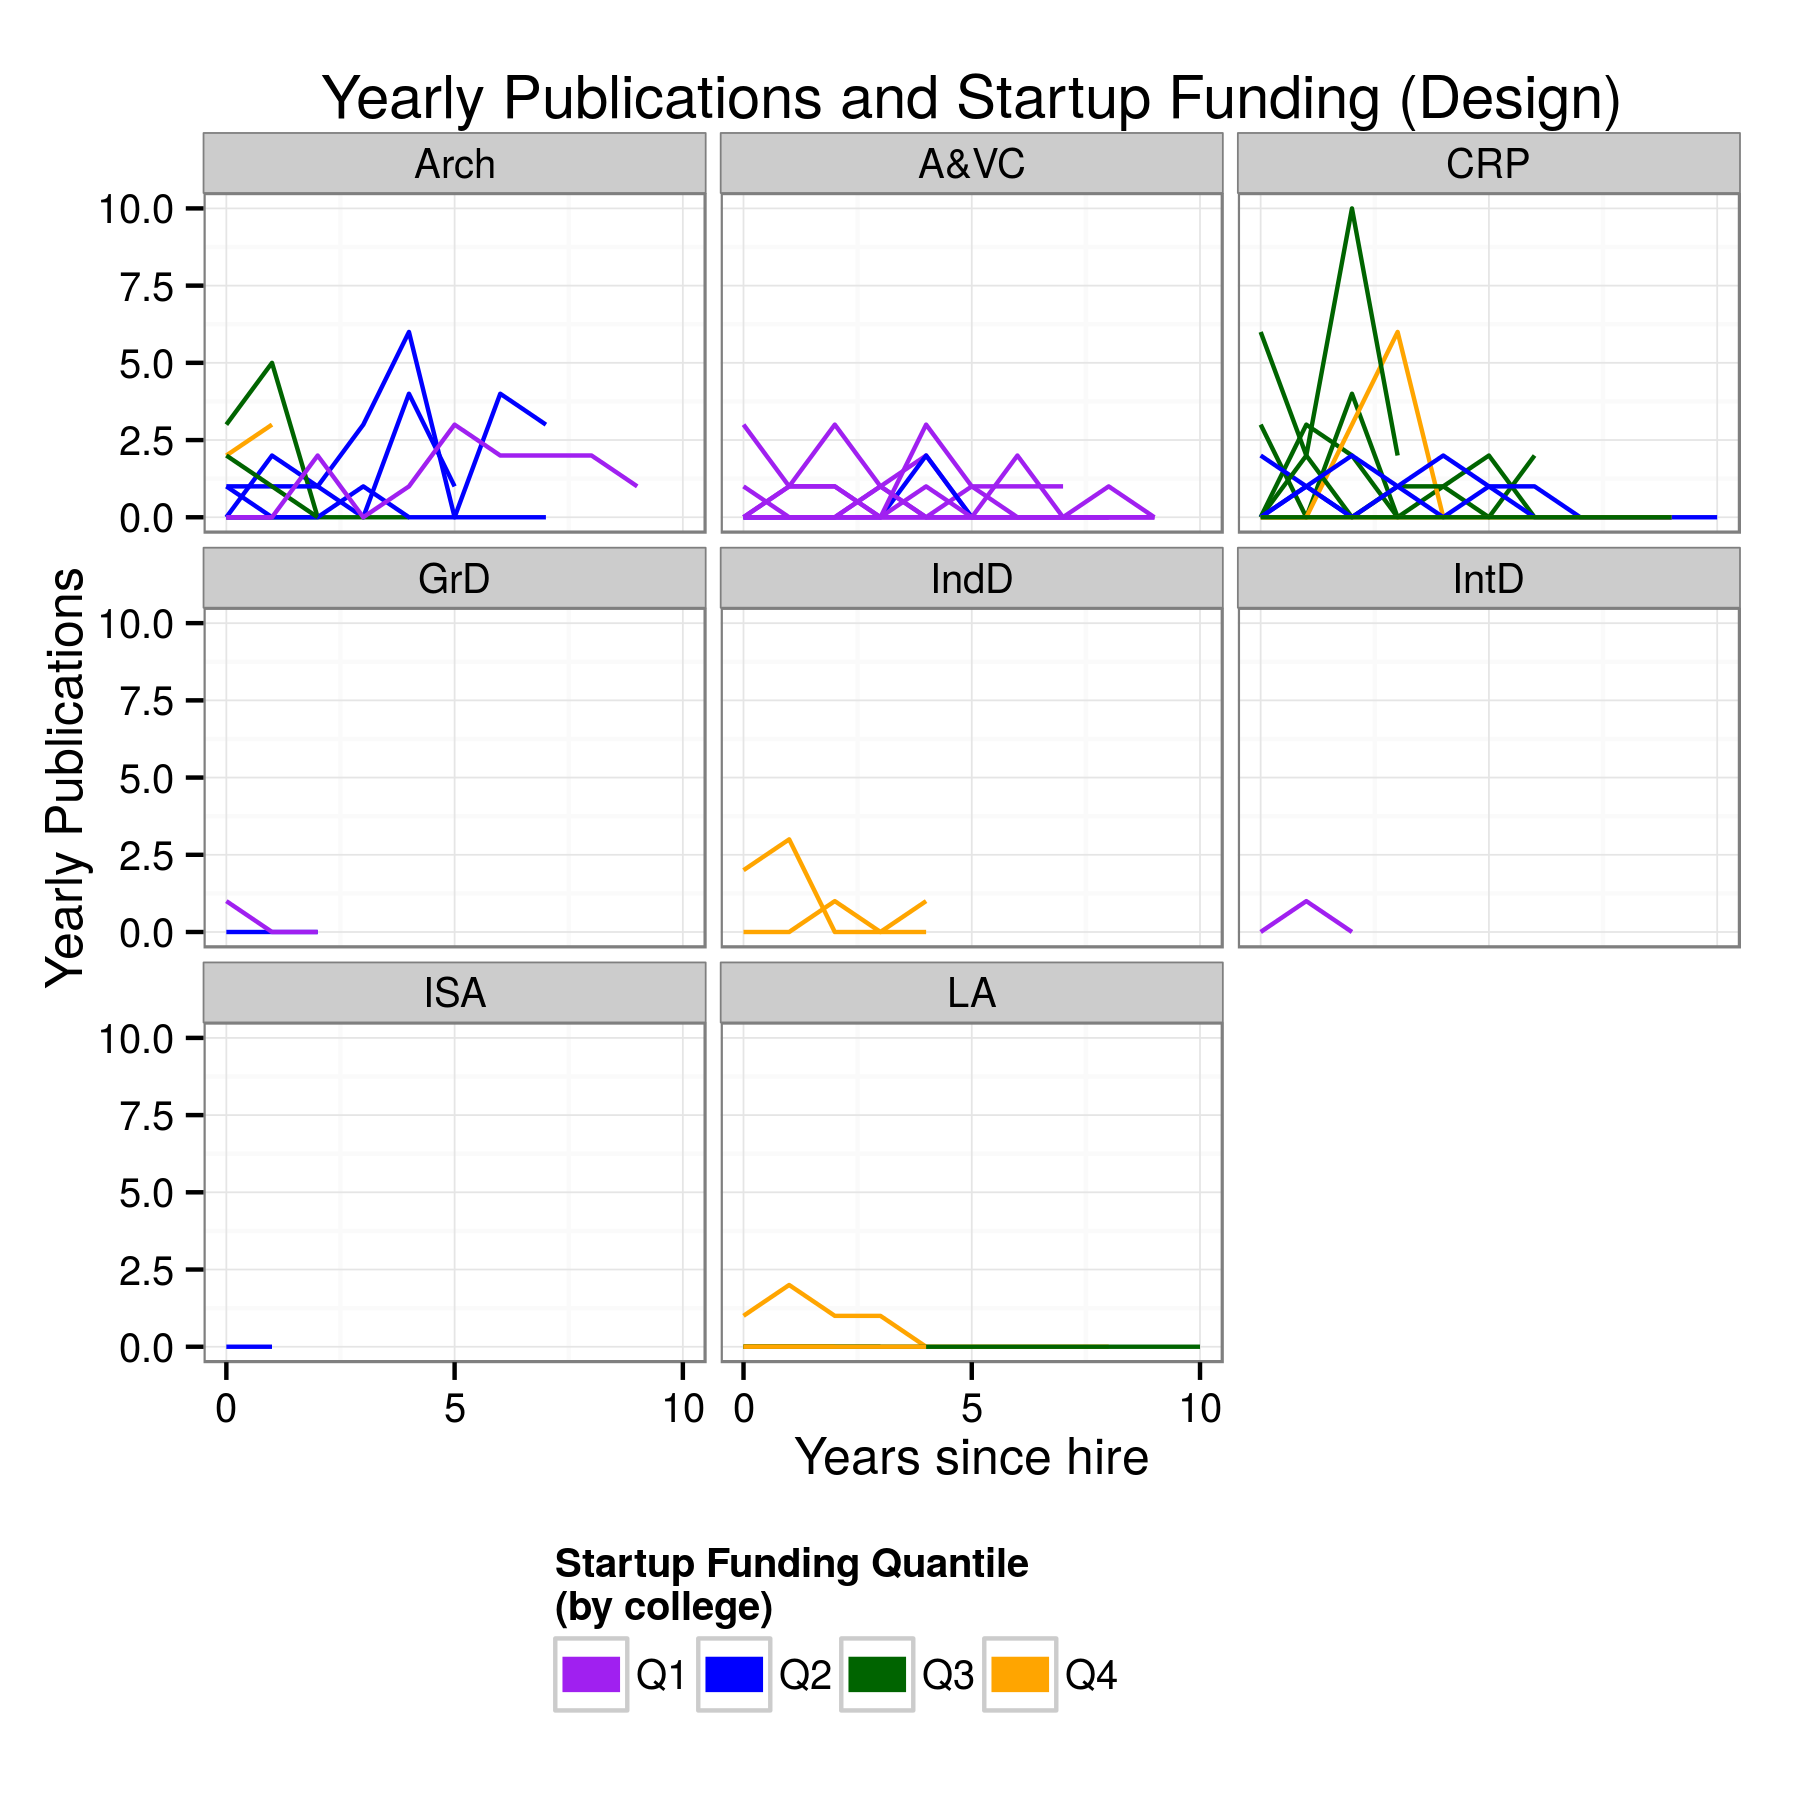 Yearly Publications and Startup Funding (Design)
Arch
A&VC
CRP
10.0
7.5
5.0
2.5
0.0
GrD
IndD
IntD
10.0
7.5
5.0
2.5
0.0
Yearly Publications
ISA
LA
10.0
7.5
5.0
2.5
0.0
0 5 10 0 5 10
Years since hire
Startup Funding Quantile
(by college)
Q1 Q2 Q3 Q4